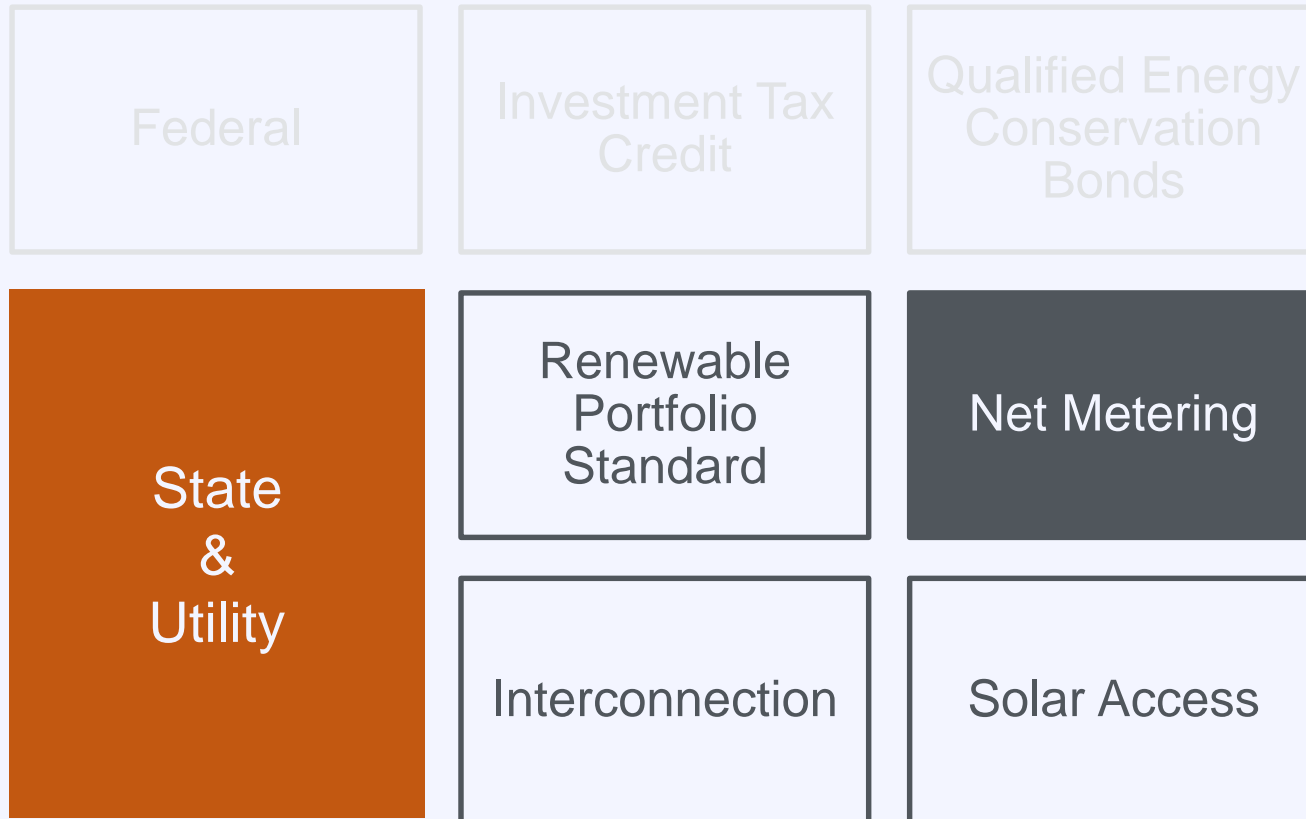 Federal
Investment Tax
Credit
Qualified Energy
Conservation
Bonds
State
&
Utility
Renewable
Portfolio
Standard
Net Metering
Interconnection
Solar Access